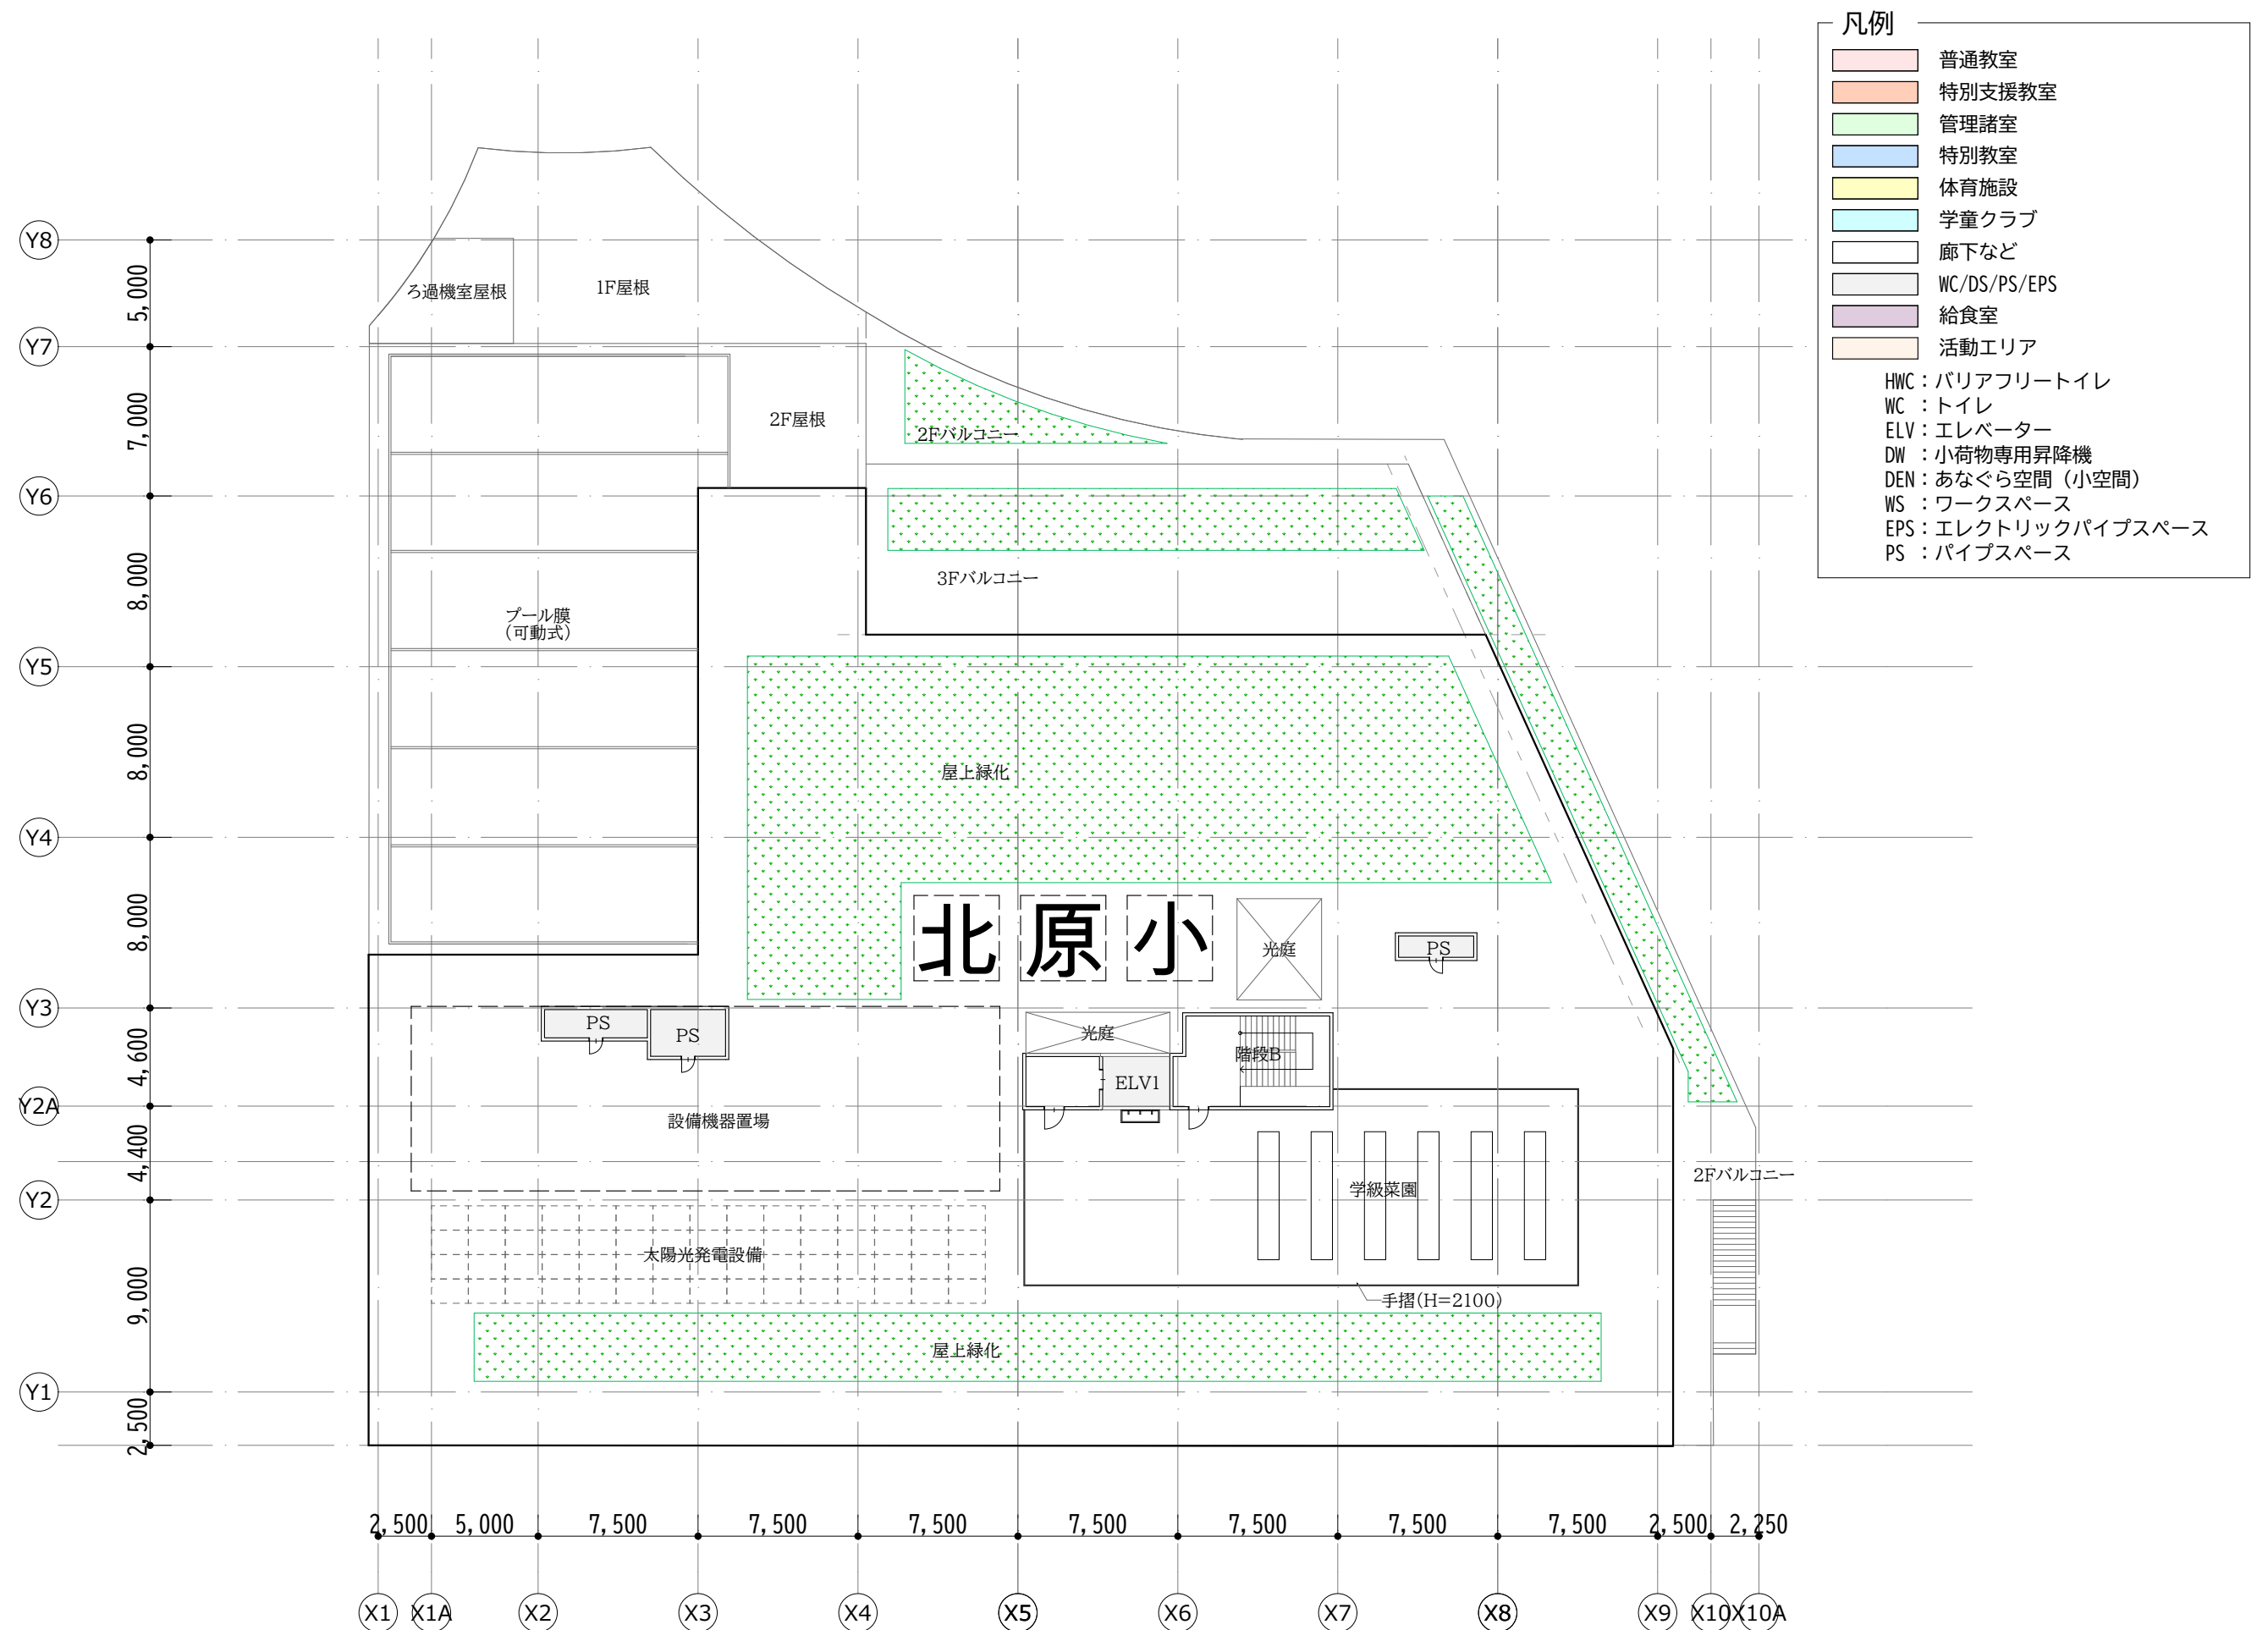 凡例
普通教室
特別支援教室
管理諸室
特別教室
体育施設
学童クラブ
廊下など
WC/DS/PS/EPS
給食室
活動エリア
HWC：バリアフリートイレ
WC ：トイレ
ELV：エレベーター
DW ：小荷物専用昇降機
DEN：あなぐら空間（小空間）
WS ：ワークスペース
EPS：エレクトリックパイプスペース
PS ：パイプスペース
Y8
5,000
ろ過機室屋根
1F屋根
Y7
7,000
2F屋根
2Fバルコニー
Y6
8,000
3Fバルコニー
プール膜
（可動式）
Y5
8,000
屋上緑化
Y4
8,000
北原小
光庭
PS
Y3
4,600
PS
PS
光庭
階段B
ELV1
Y2A
設備機器置場
4,400
2Fバルコニー
学級菜園
Y2
太陽光発電設備
9,000
手摺(H=2100)
屋上緑化
Y1
2,500
2,500
5,000
7,500
7,500
7,500
7,500
7,500
7,500
7,500
2,500
2,250
X1
X1A
X2
X3
X4
X5
X6
X7
X8
X9
X10
X10A